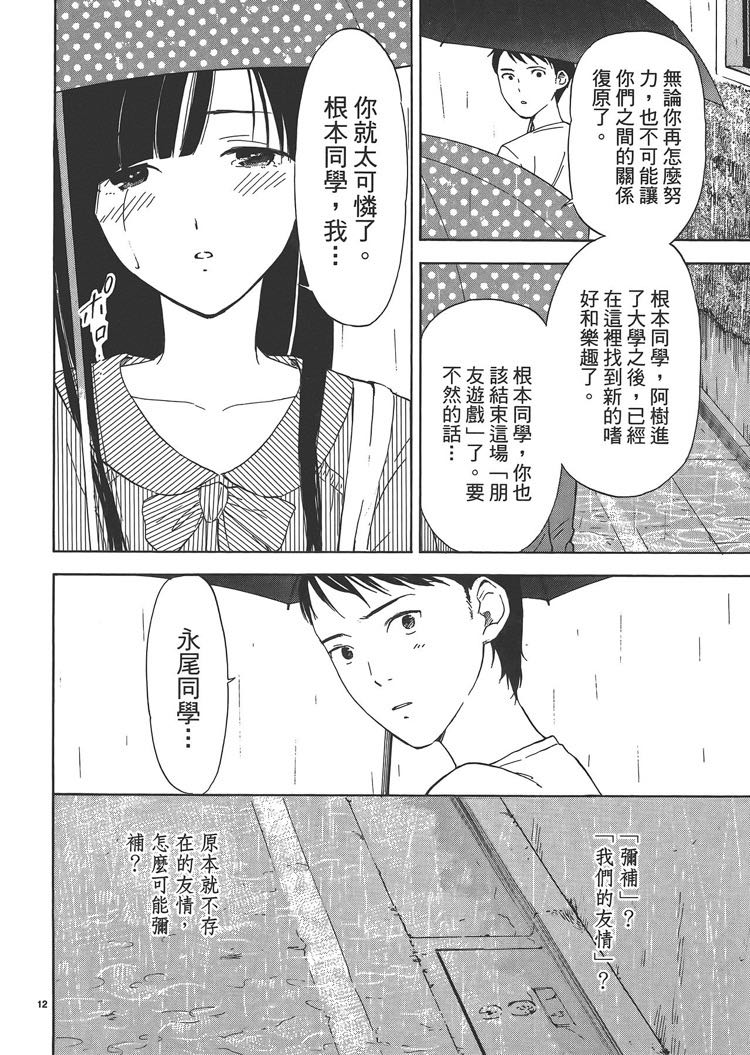 無論你再怎麼努
力，也不可能讓
你們之間的關係
復原了。
根本同學，阿樹進
了大學之後，已經
在這裡找到新的嗜
好和樂趣了。
根本同學，你也
該結束這場「朋
友遊戲」了。要
不然的話…
你就太可憐了。
根本同學，我…
ポロ…
永尾同學…
「彌補」？
「我們的友情」？
原本就不存
在的友情，
怎麼可能彌
補？
12